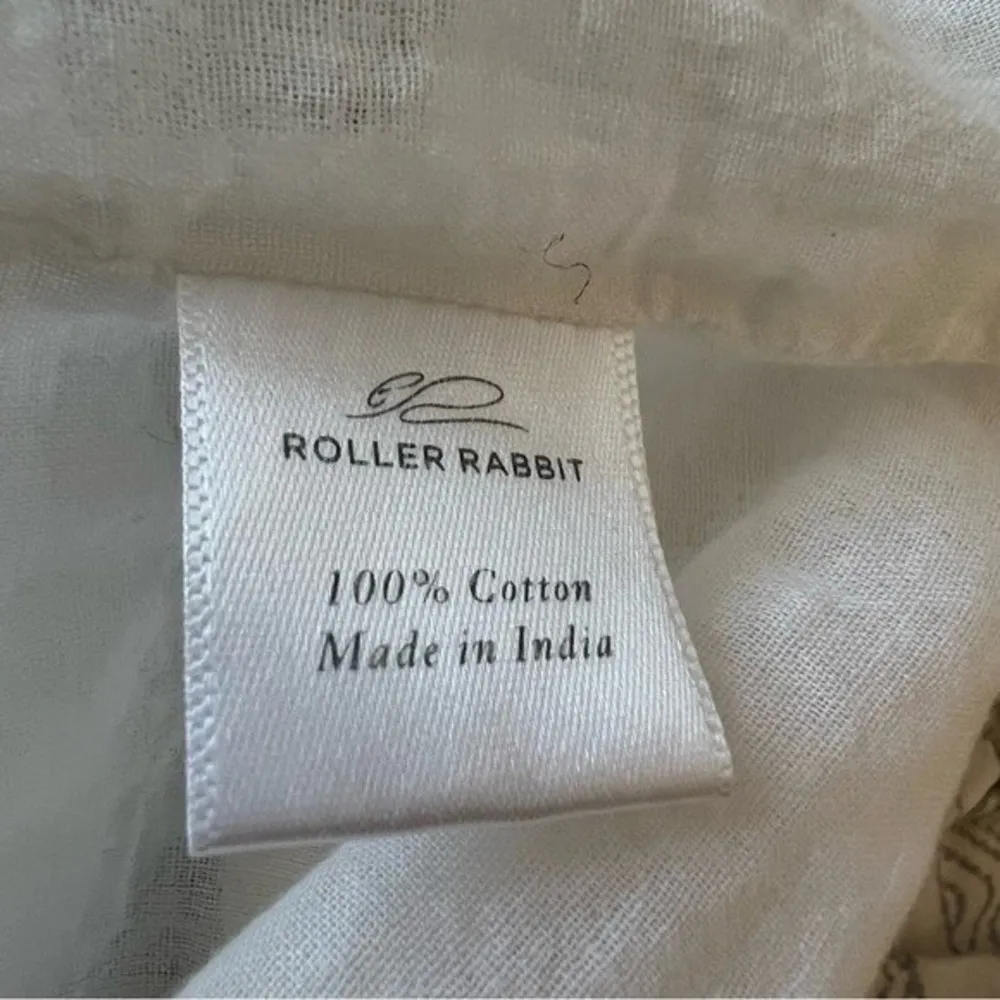 ROLLER RABBIT
100% Cotton
Made in India